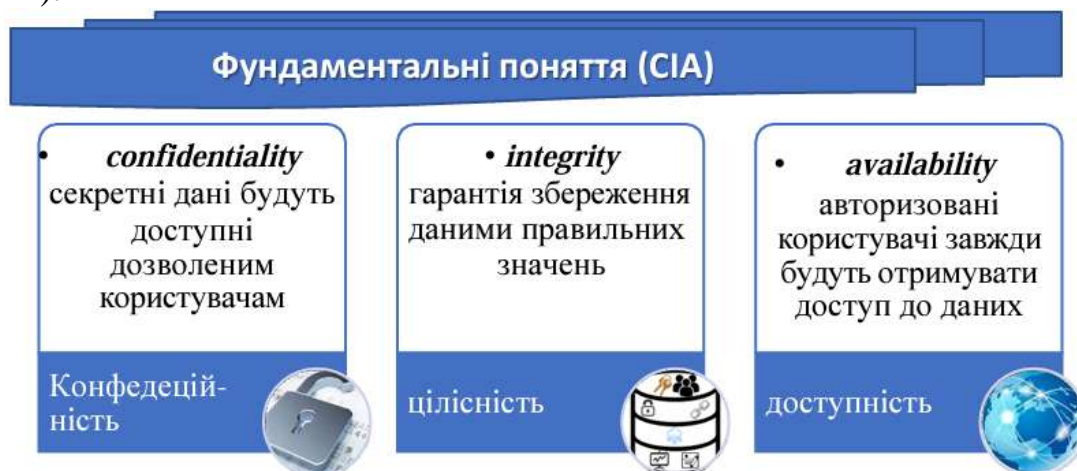 Фундаментальні поняття (CIA)
• confidentiality
секретні дані будуть
доступні
дозволеним
користувачам
Конфедецій-
ність
• integrity
гарантія збереження
даними правильних
значень
цілісність
• availability
авторизовані
користувачі завжди
будуть отримувати
доступ до даних
доступність